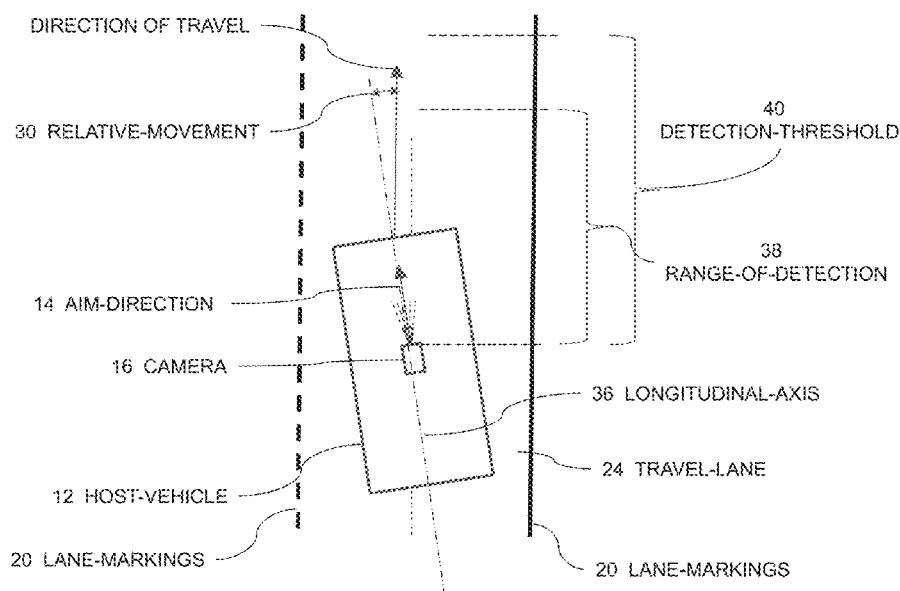 DIRECTION OF TRAVEL
30 RELATIVE-MOVEMENT
40
DETECTION-THRESHOLD
38
RANGE-OF-DETECTION
14 AIM-DIRECTION
16 CAMERA
36 LONGITUDINAL-AXIS
24 TRAVEL-LANE
12 HOST-VEHICLE
20 LANE-MARKINGS
20 LANE-MARKINGS